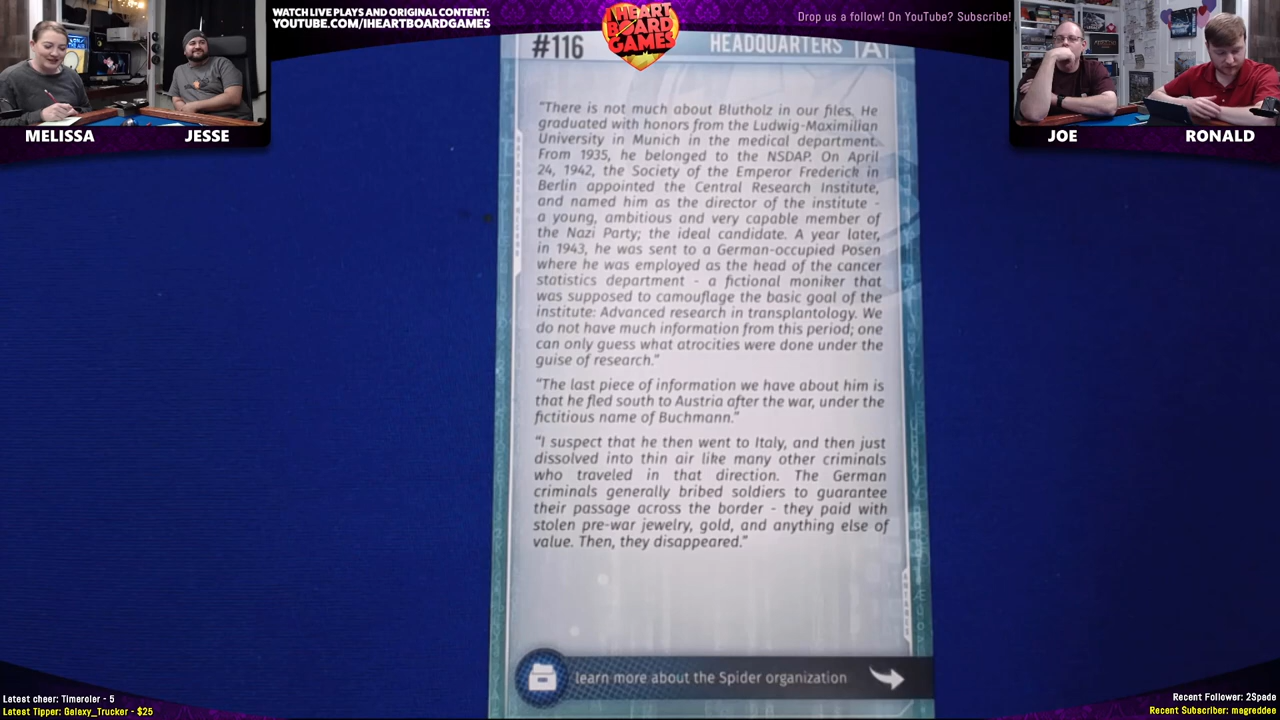 WATCH LIVE PLAYS AND ORIGINAL CONTENT:
YOUTUBE.COM/IHEARTBOARDGAMES
I HEART
BOARD
GAMES
Drop us a follow! On YouTube? Subscribe!
MELISSA
JESSE
JOE
RONALD
#116
HEADQUARTERS
A
"There is not much about Blutholz in our files. He
graduated with honors from the Ludwig-Maximilian
University in Munich in the medical department.
From 1935, he belonged to the NSDAP. On April
24, 1942, the Society of the Emperor Frederick in
Berlin appointed the Central Research Institute,
and named him as the director of the institute -
a young, ambitious and very capable member of
the Nazi Party; the ideal candidate. A year later,
in 1943, he was sent to a German-occupied Posen
where he was employed as the head of the cancer
statistics department - a fictional moniker that
was supposed to camouflage the basic goal of the
institute: Advanced research in transplantology. We
do not have much information from this period; one
can only guess what atrocities were done under the
guise of research."
"The last piece of information we have about him is
that he fled south to Austria after the war, under the
fictitious name of Buchmann."
"I suspect that he then went to Italy, and then just
dissolved into thin air like many other criminals
who traveled in that direction. The German
criminals generally bribed soldiers to guarantee
their passage across the border - they paid with
stolen pre-war jewelry, gold, and anything else of
value. Then, they disappeared."
ANTARES
learn more about the Spider organization
Latest cheer: Timeroler - 5
Latest Tipper: Galaxy_Trucker - $25
Recent Follower: 2Spade
Recent Subscriber: magreddee